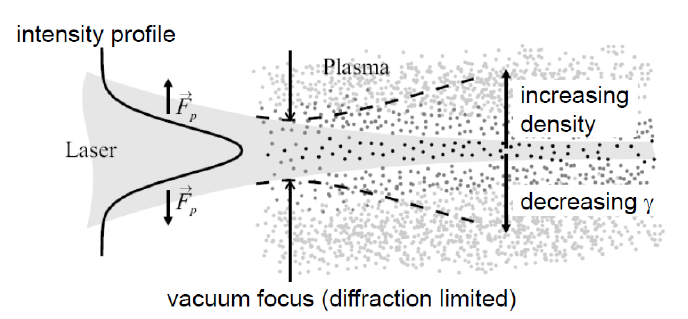 intensity profile
Plasma
F⃗p
increasing
density
Laser
F⃗p
decreasing γ
vacuum focus (diffraction limited)